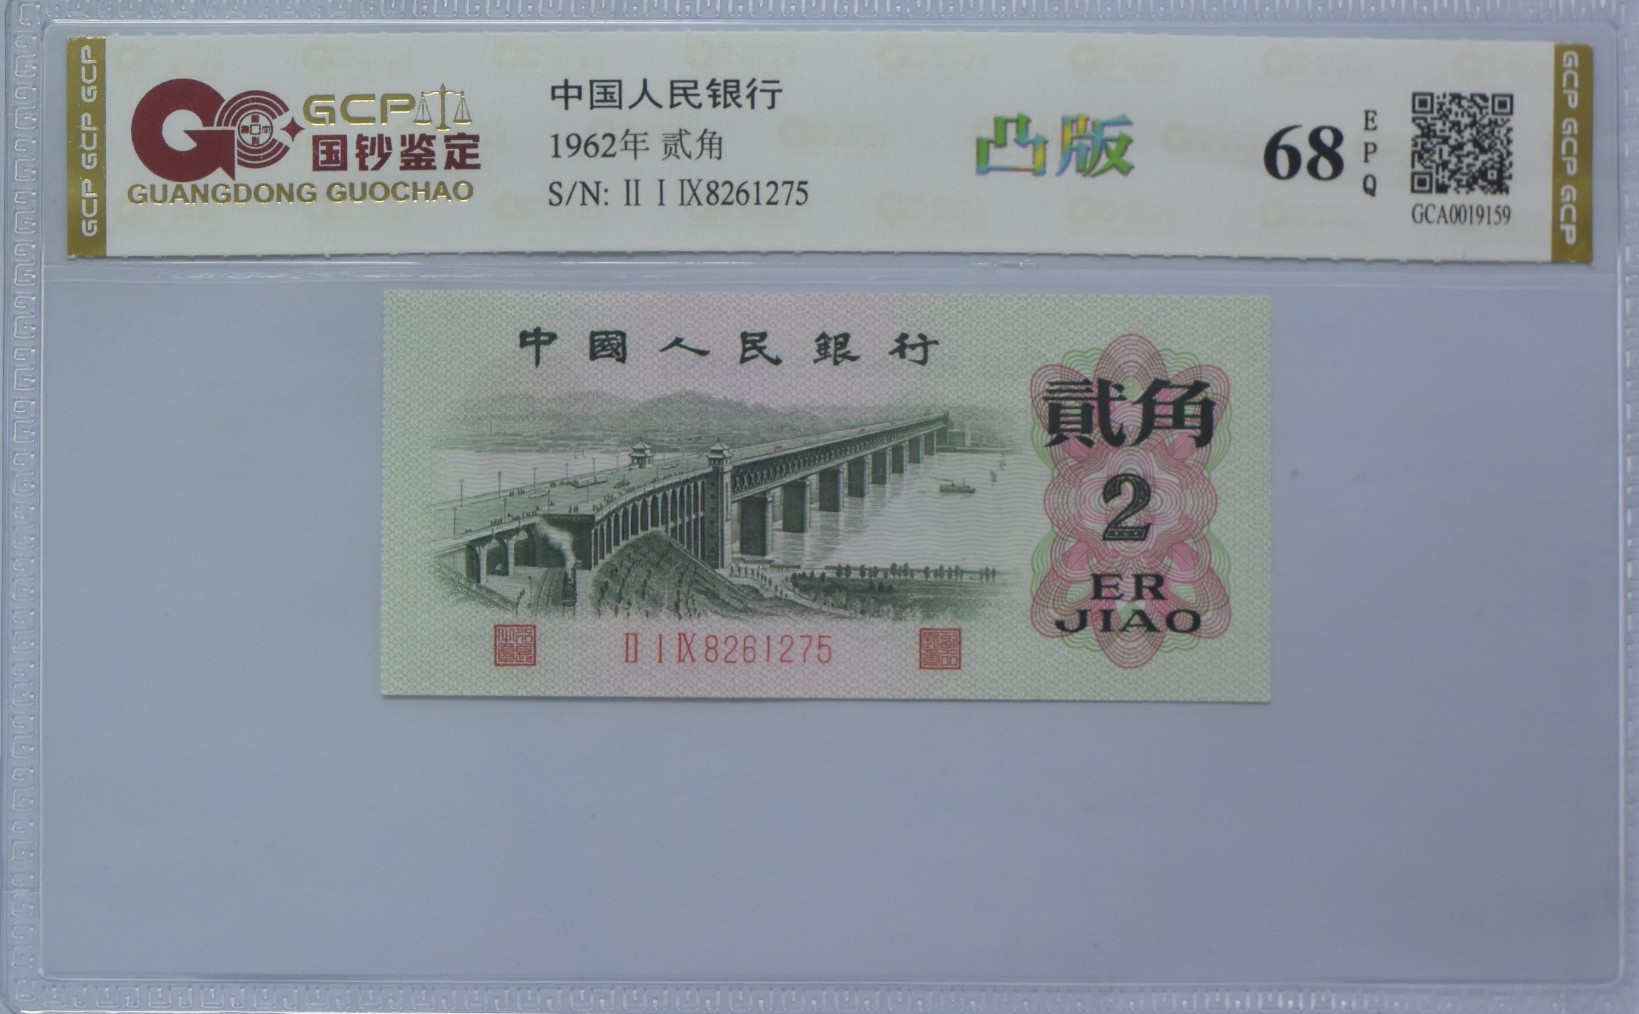 GCP GCP GCP
GCP
国钞鉴定
GUANGDONG GUOCHAO
中国人民银行
1962年 贰角
S/N: Ⅱ Ⅰ Ⅸ8261275
凸版
68
EPQ
GCA0019159
GCP GCP GCP
中國人民銀行
貳角
2
ER
JIAO
Ⅱ Ⅰ Ⅸ8261275